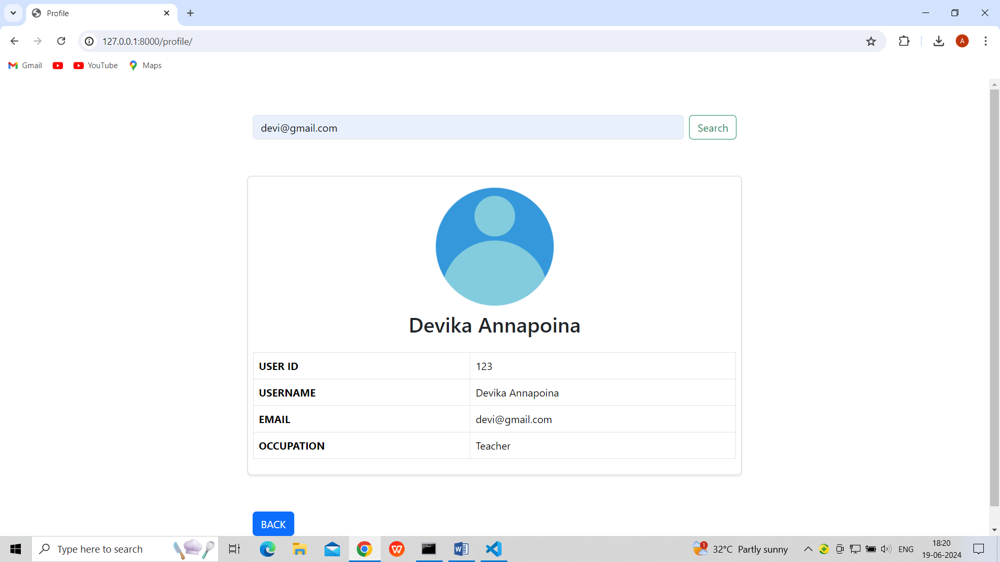 Profile
127.0.0.1:8000/profile/
A
Gmail
YouTube
Maps
devi@gmail.com
Search
Devika Annapoina
USER ID 123
USERNAME Devika Annapoina
EMAIL devi@gmail.com
OCCUPATION Teacher
BACK
Type here to search
W
W
1
32°C Partly sunny
ENG
18:20
19-06-2024